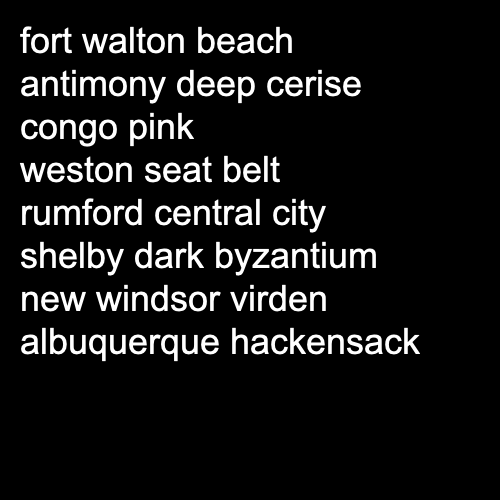 fort walton beach
antimony deep cerise
congo pink
weston seat belt
rumford central city
shelby dark byzantium
new windsor virden
albuquerque hackensack